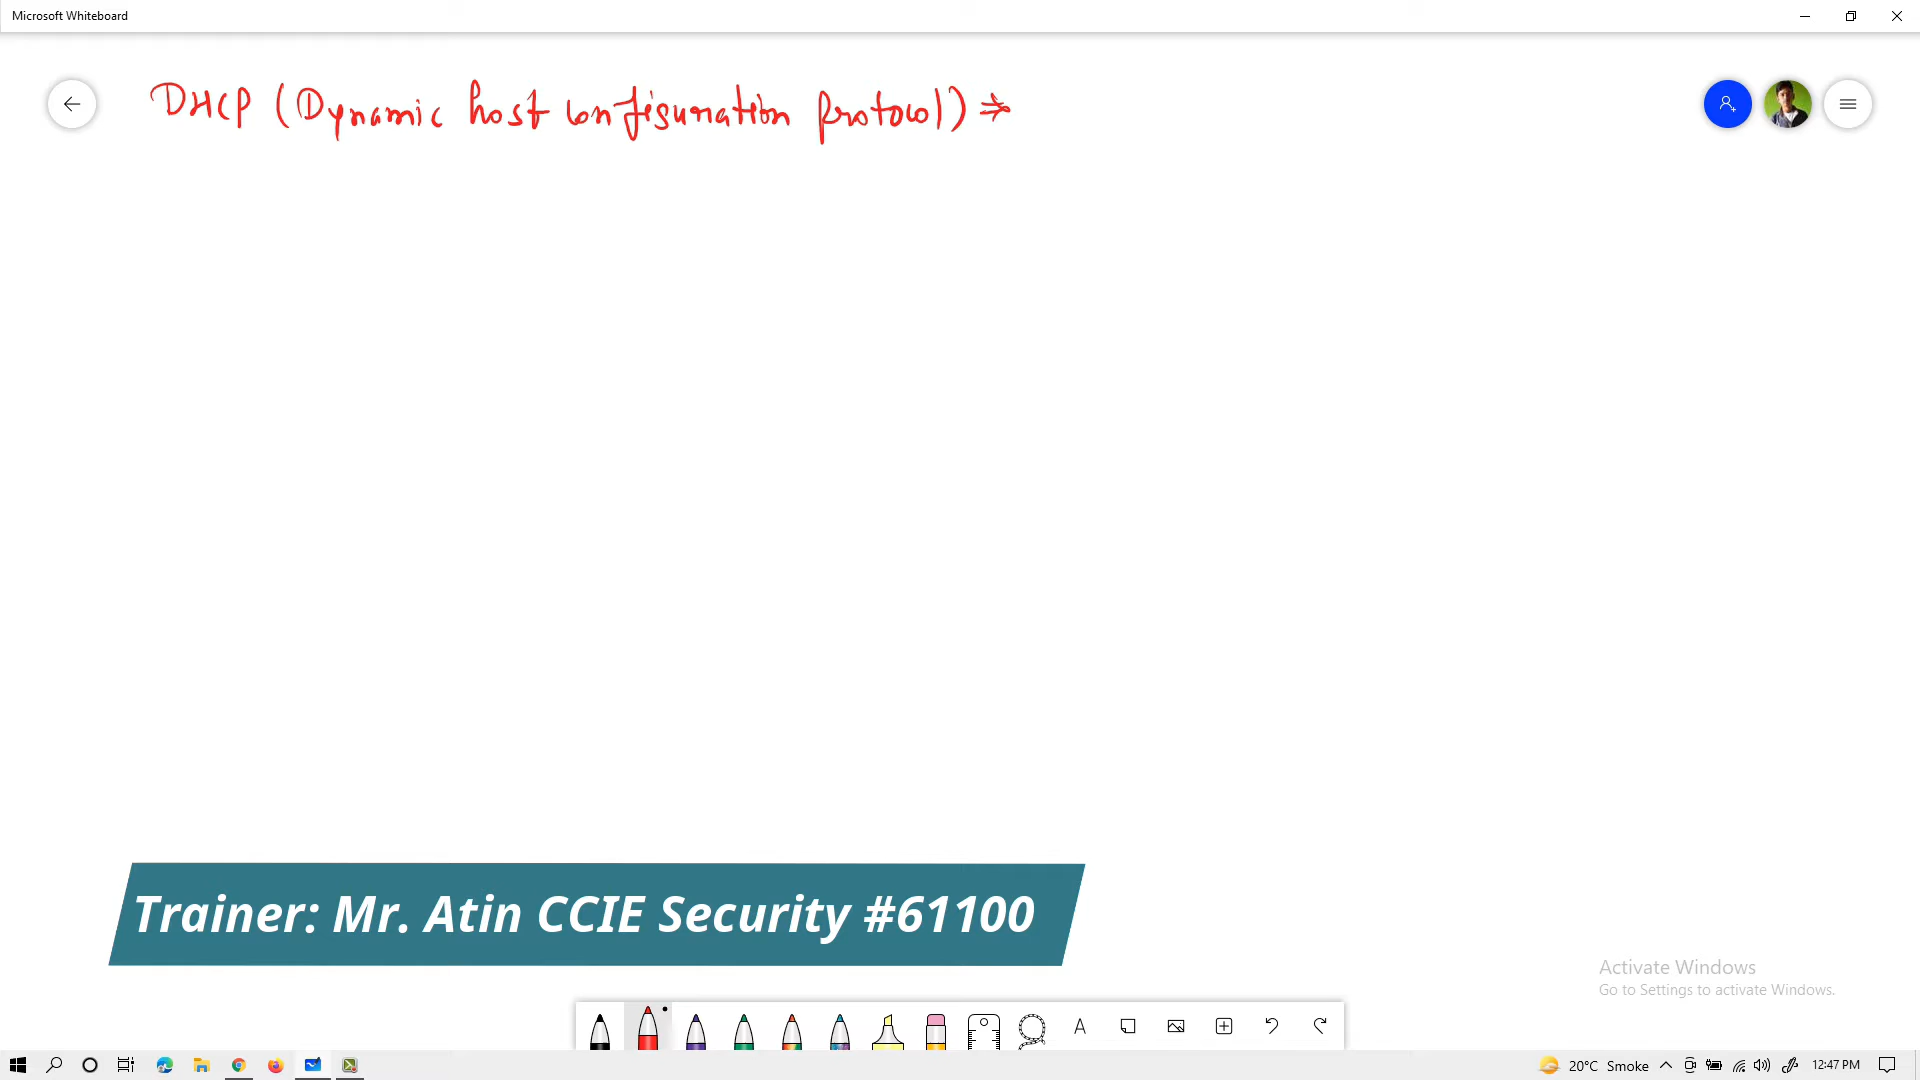 Microsoft Whiteboard
DHCP (Dynamic host configuration protocol) ⇒
Trainer: Mr. Atin CCIE Security #61100
Activate Windows
Go to Settings to activate Windows.
A
20°C Smoke 12:47 PM